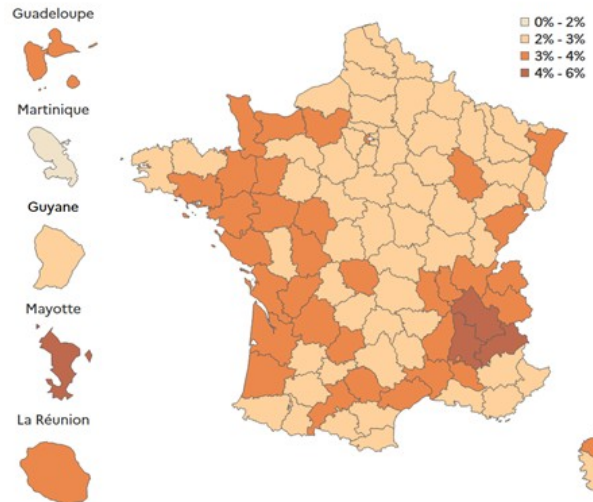 Guadeloupe
Martinique
Guyane
Mayotte
La Réunion
0% - 2%
2% - 3%
3% - 4%
4% - 6%